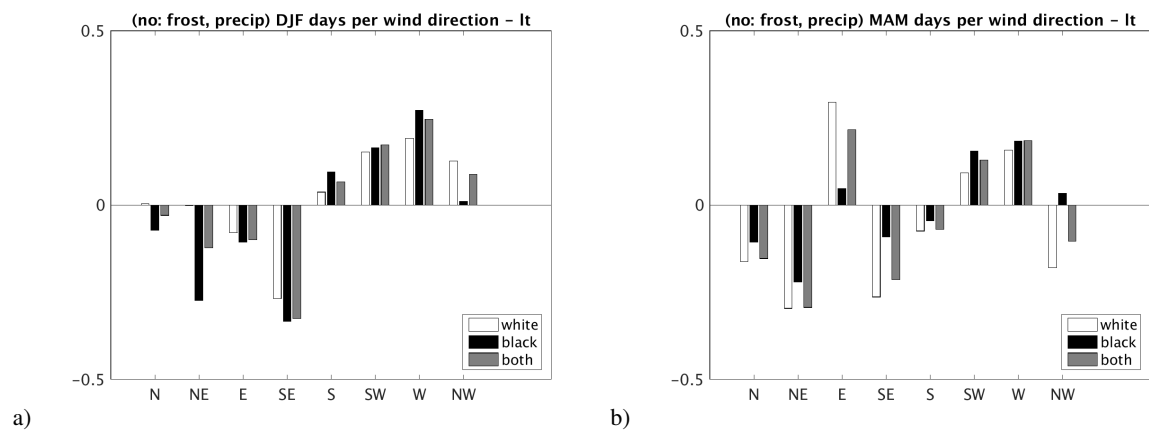 (no: frost, precip) DJF days per wind direction – lt
0.5
0
−0.5
N NE E SE S SW W NW
white
black
both
a)
(no: frost, precip) MAM days per wind direction – lt
0.5
0
−0.5
N NE E SE S SW W NW
white
black
both
b)